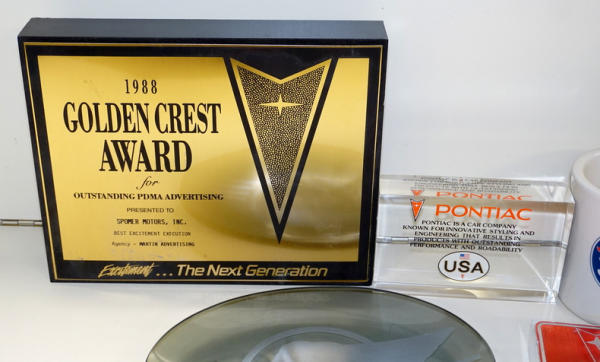 1988
GOLDEN CREST
AWARD
for
OUTSTANDING PDMA ADVERTISING
PRESENTED TO
SPOMER MOTORS, INC.
BEST EXCITEMENT EXECUTION
Agency - MARTIN ADVERTISING
Excitement ... The Next Generation
PONTIAC
PONTIAC IS A CAR COMPANY
KNOWN FOR INNOVATIVE STYLING AND
ENGINEERING THAT RESULTS IN
PRODUCTS WITH OUTSTANDING
PERFORMANCE AND ROADABILITY
USA